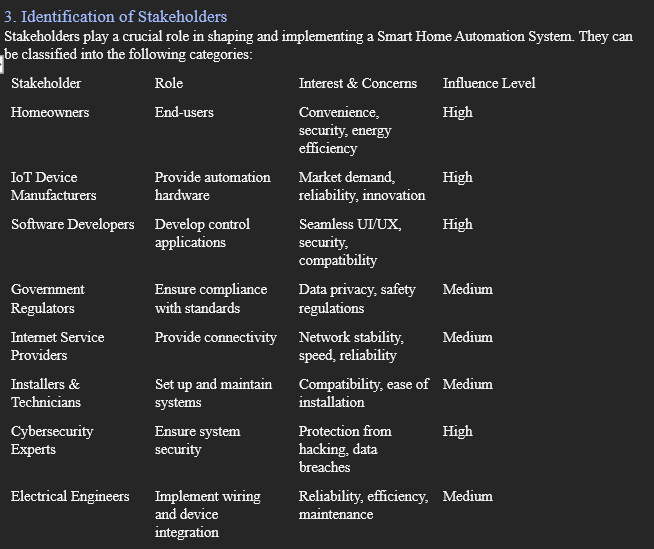 3. Identification of Stakeholders
Stakeholders play a crucial role in shaping and implementing a Smart Home Automation System. They can
be classified into the following categories:
Stakeholder Role Interest & Concerns Influence Level
Homeowners End-users Convenience, High
security, energy
efficiency
IoT Device Provide automation Market demand, High
Manufacturers hardware reliability, innovation
Software Developers Develop control Seamless UI/UX, High
applications security,
compatibility
Government Ensure compliance Data privacy, safety Medium
Regulators with standards regulations
Internet Service Provide connectivity Network stability, Medium
Providers speed, reliability
Installers & Set up and maintain Compatibility, ease of Medium
Technicians systems installation
Cybersecurity Ensure system Protection from High
Experts security hacking, data
breaches
Electrical Engineers Implement wiring Reliability, efficiency, Medium
and device maintenance
integration